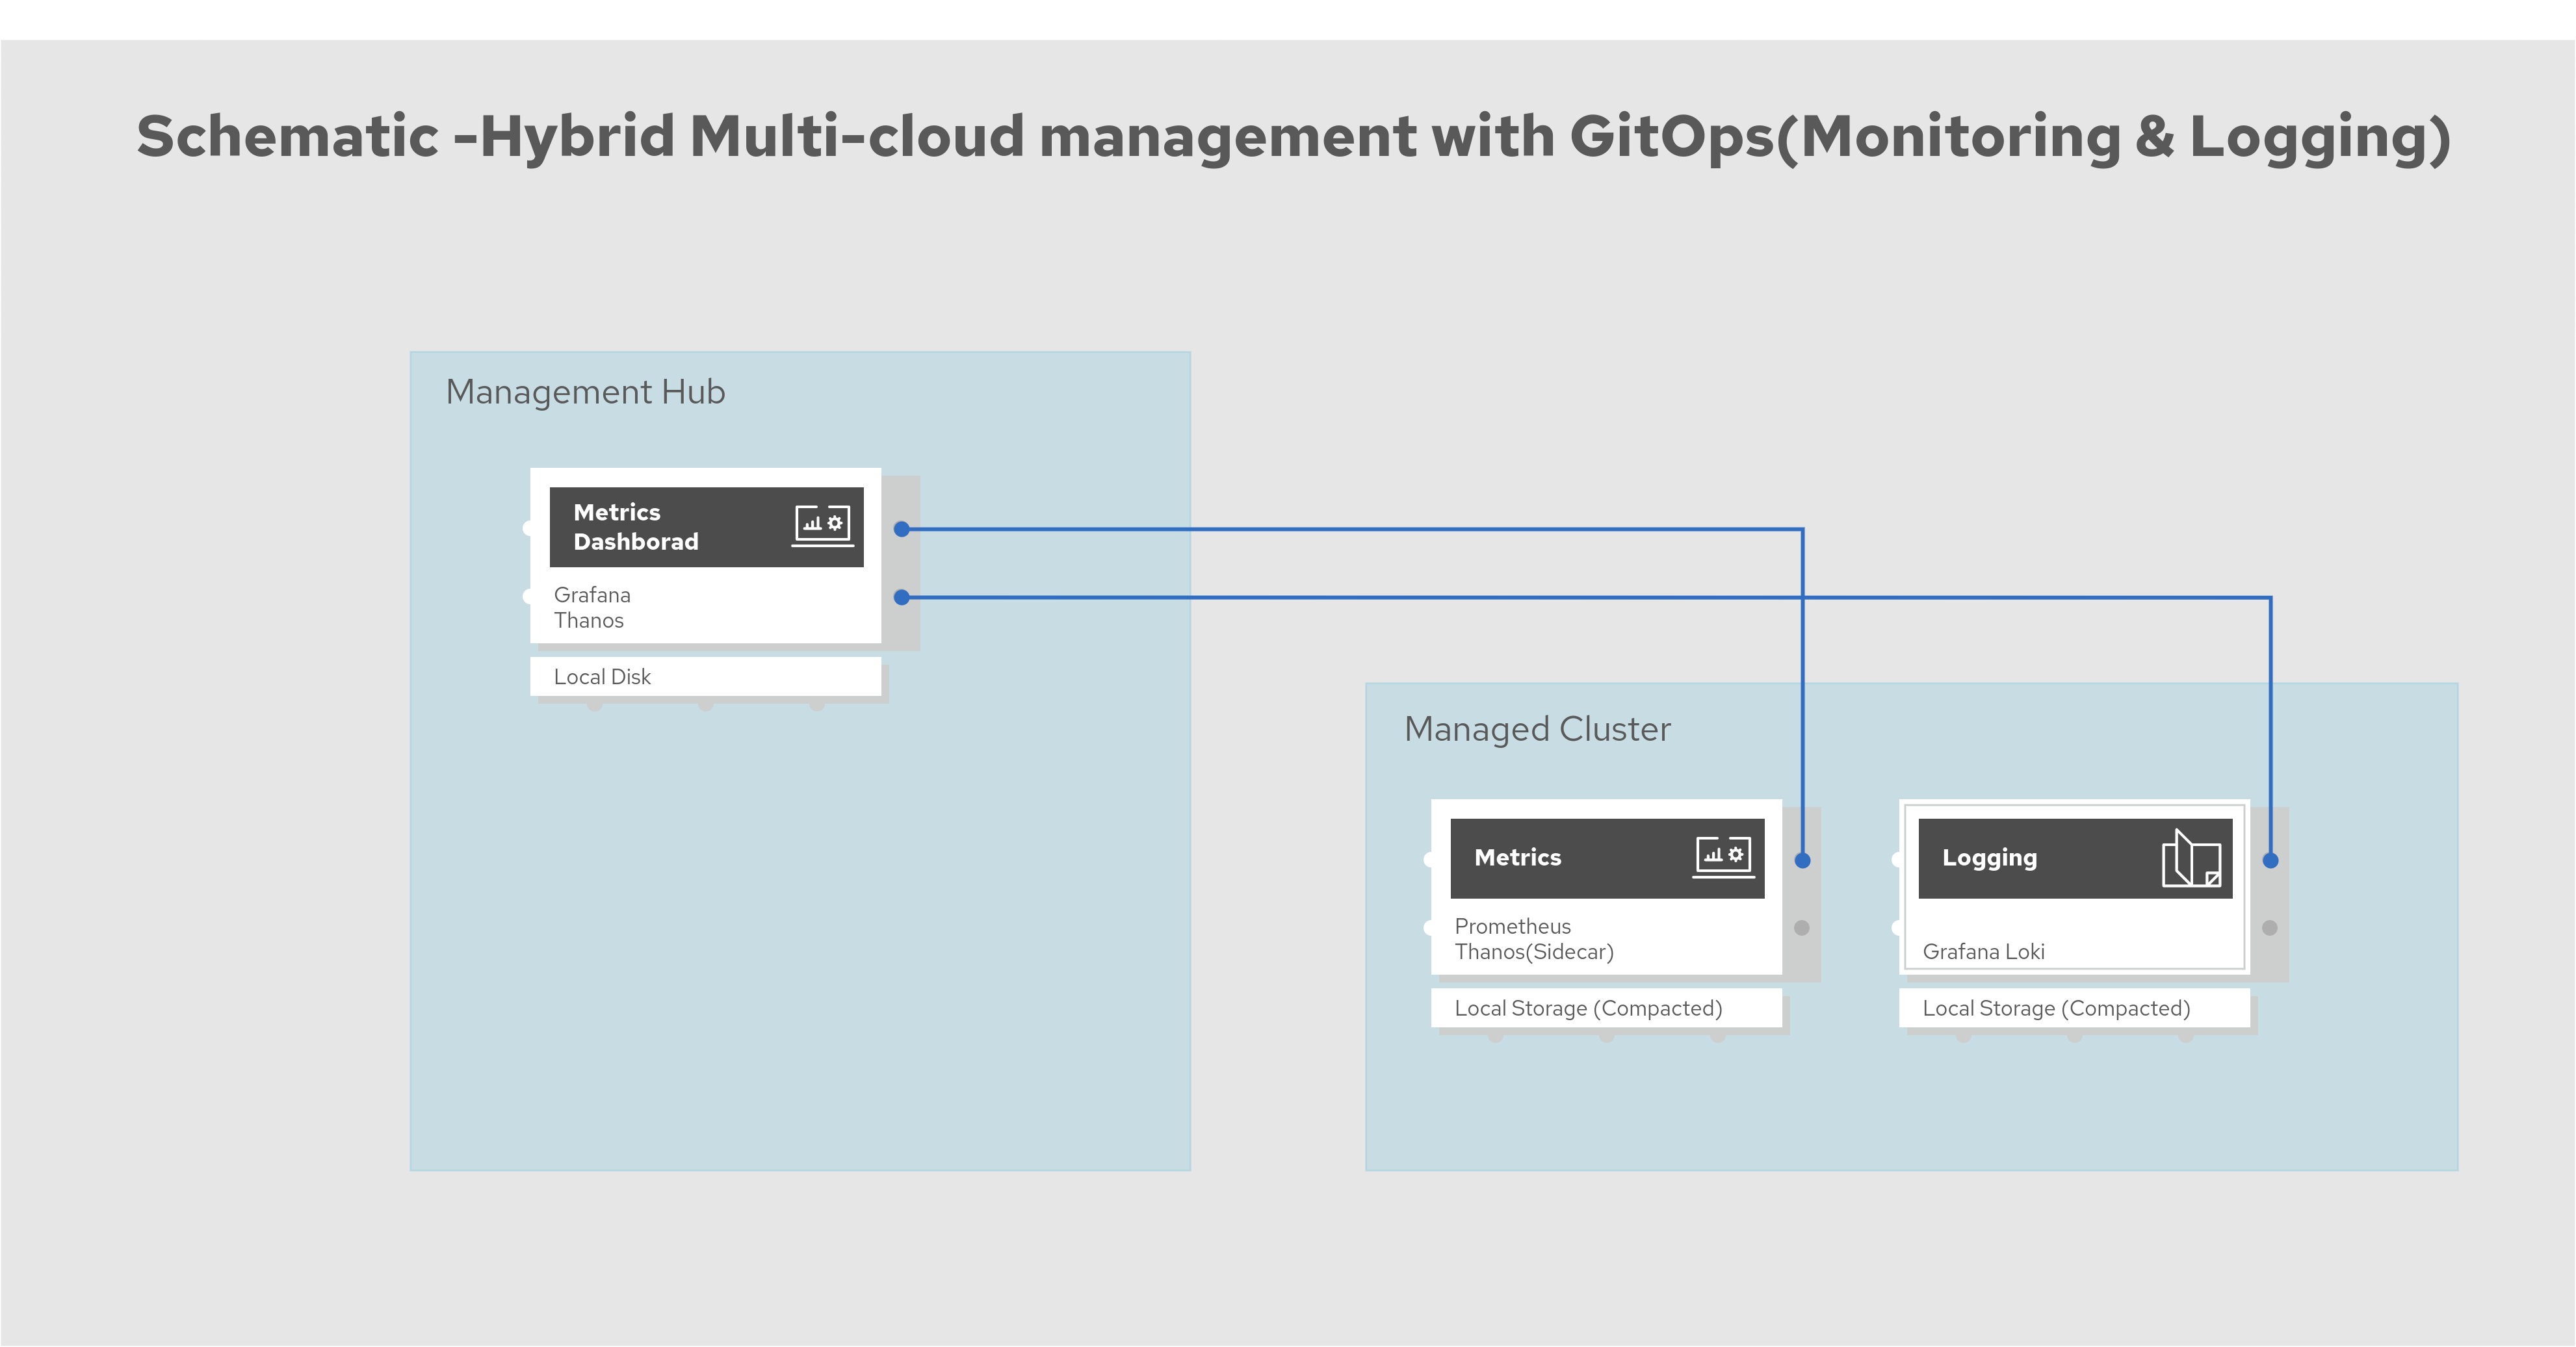 Schematic -Hybrid Multi-cloud management with GitOps(Monitoring & Logging)
Management Hub
Metrics
Dashborad
Grafana
Thanos
Local Disk
Managed Cluster
Metrics
Prometheus
Thanos(Sidecar)
Local Storage (Compacted)
Logging
Grafana Loki
Local Storage (Compacted)